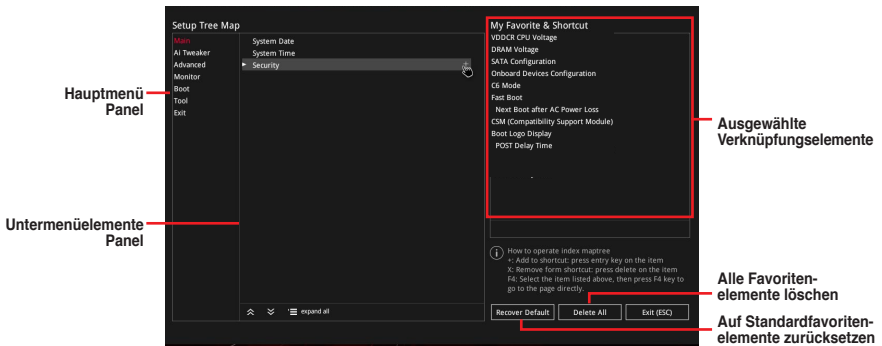 Setup Tree Map
Main
Ai Tweaker
Advanced
Monitor
Boot
Tool
Exit
System Date
System Time
Security
+
expand all
My Favorite & Shortcut
VDDCR CPU Voltage
DRAM Voltage
SATA Configuration
Onboard Devices Configuration
C6 Mode
Fast Boot
Next Boot after AC Power Loss
CSM (Compatibility Support Module)
Boot Logo Display
POST Delay Time
How to operate index maptree
+: Add to shortcut: press entry key on the item
X: Remove form shortcut: press delete on the item
F4: Select the item listed above, then press F4 key to
go to the page directly.
Recover Default
Delete All
Exit (ESC)
Hauptmenü
Panel
Untermenüelemente
Panel
Ausgewählte
Verknüpfungselemente
Alle Favoriten-
elemente löschen
Auf Standardfavoriten-
elemente zurücksetzen